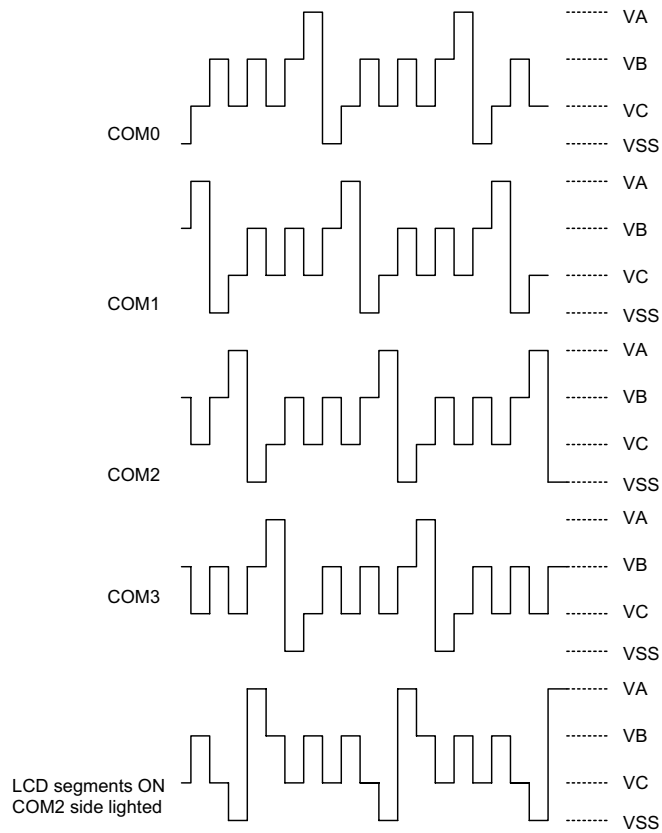 VA
VB
VC
COM0
VSS
VA
VB
VC
COM1
VSS
VA
VB
VC
COM2
VSS
VA
VB
COM3
VC
VSS
VA
VB
VC
LCD segments ON
COM2 side lighted
VSS